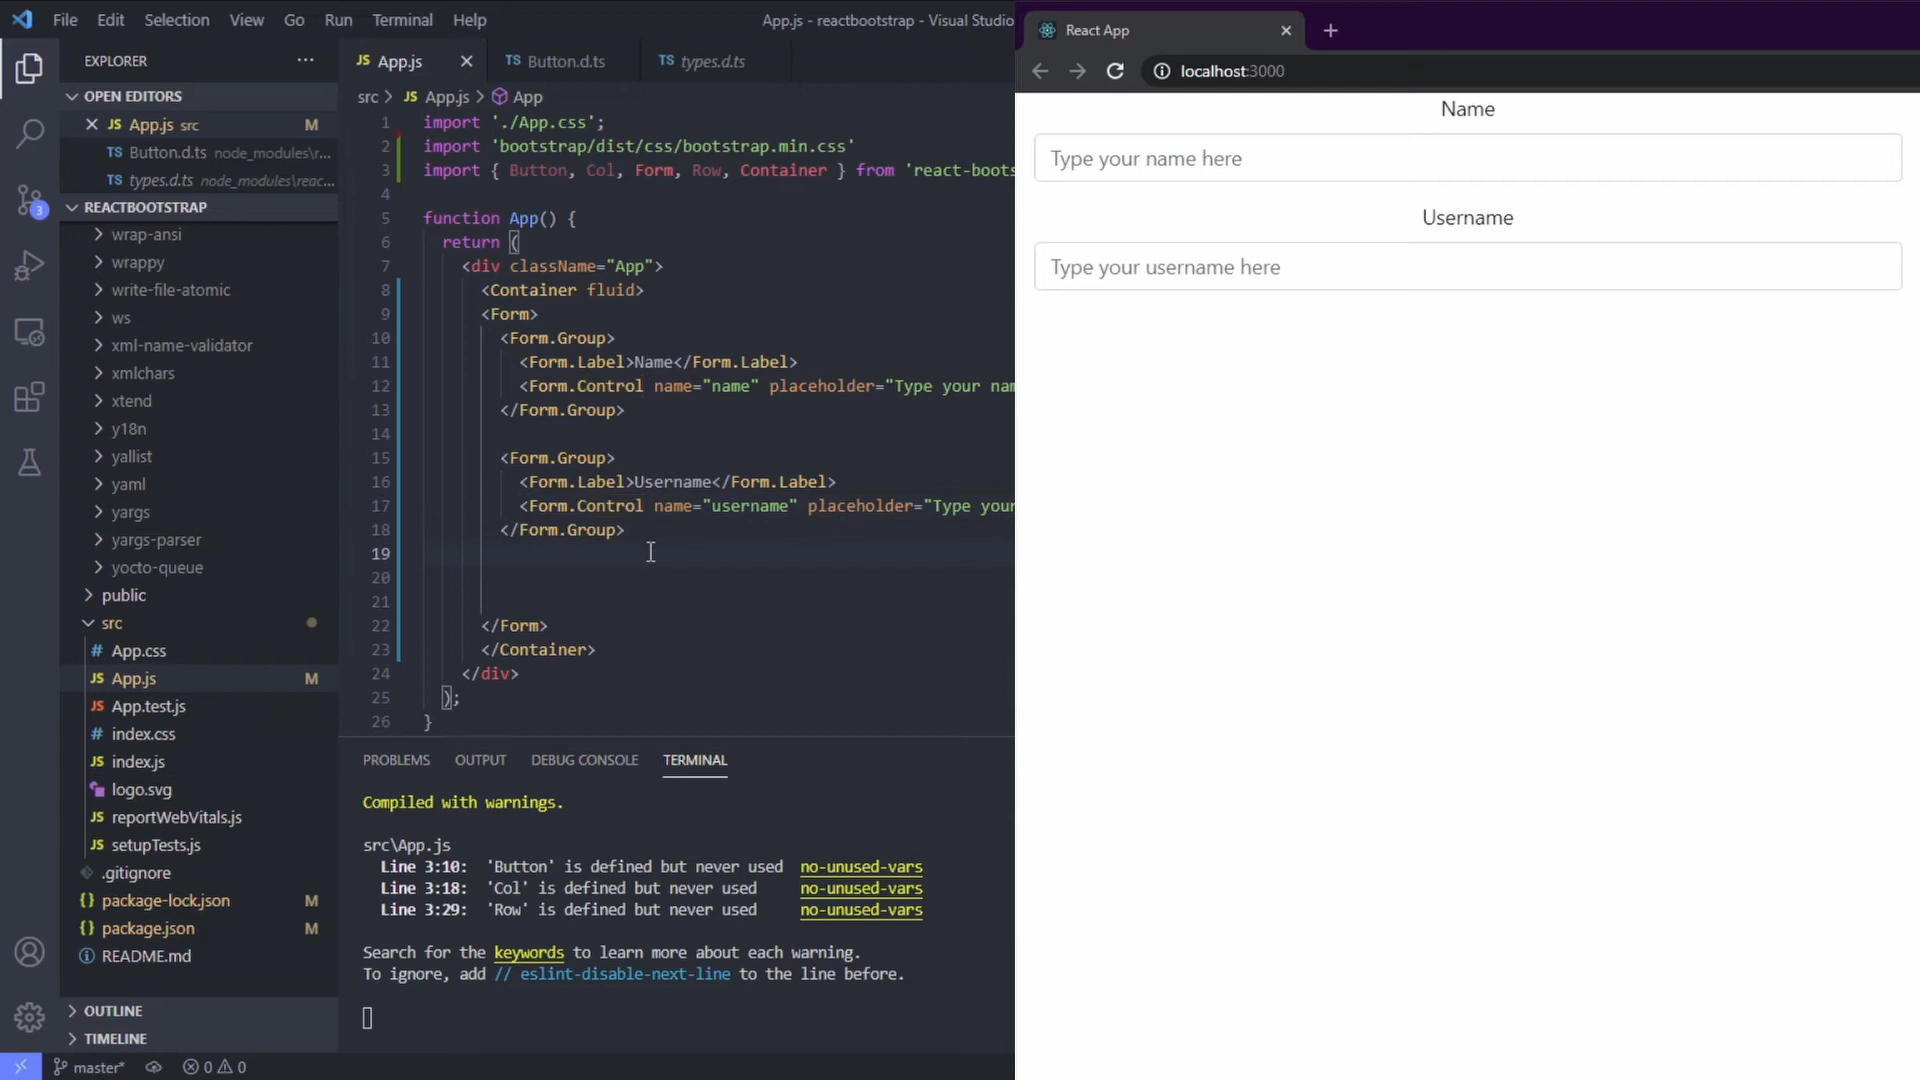 File Edit Selection View Go Run Terminal Help
App.js - reactbootstrap - Visual Studio
EXPLORER
OPEN EDITORS
JS App.js src M
TS Button.d.ts node_modules\r...
TS types.d.ts node_modules\reac...
REACTBOOTSTRAP
wrap-ansi
wrappy
write-file-atomic
ws
xml-name-validator
xmlchars
xtend
y18n
yallist
yaml
yargs
yargs-parser
yocto-queue
public
src
# App.css
JS App.js M
JS App.test.js
# index.css
JS index.js
logo.svg
JS reportWebVitals.js
JS setupTests.js
.gitignore
{} package-lock.json M
{} package.json M
README.md
OUTLINE
TIMELINE
3
master* 0 0
JS App.js TS Button.d.ts TS types.d.ts
src > JS App.js > App
1 import './App.css';
2 import 'bootstrap/dist/css/bootstrap.min.css'
3 import { Button, Col, Form, Row, Container } from 'react-boots
4
5 function App() {
6 return (
7 <div className="App">
8 <Container fluid>
9 <Form>
10 <Form.Group>
11 <Form.Label>Name</Form.Label>
12 <Form.Control name="name" placeholder="Type your nam
13 </Form.Group>
14
15 <Form.Group>
16 <Form.Label>Username</Form.Label>
17 <Form.Control name="username" placeholder="Type your
18 </Form.Group>
19
20
21
22 </Form>
23 </Container>
24 </div>
25 );
26 }
PROBLEMS OUTPUT DEBUG CONSOLE TERMINAL
Compiled with warnings.
src\App.js
Line 3:10: 'Button' is defined but never used no-unused-vars
Line 3:18: 'Col' is defined but never used no-unused-vars
Line 3:29: 'Row' is defined but never used no-unused-vars
Search for the keywords to learn more about each warning.
To ignore, add // eslint-disable-next-line to the line before.
React App
localhost:3000
Name
Type your name here
Username
Type your username here